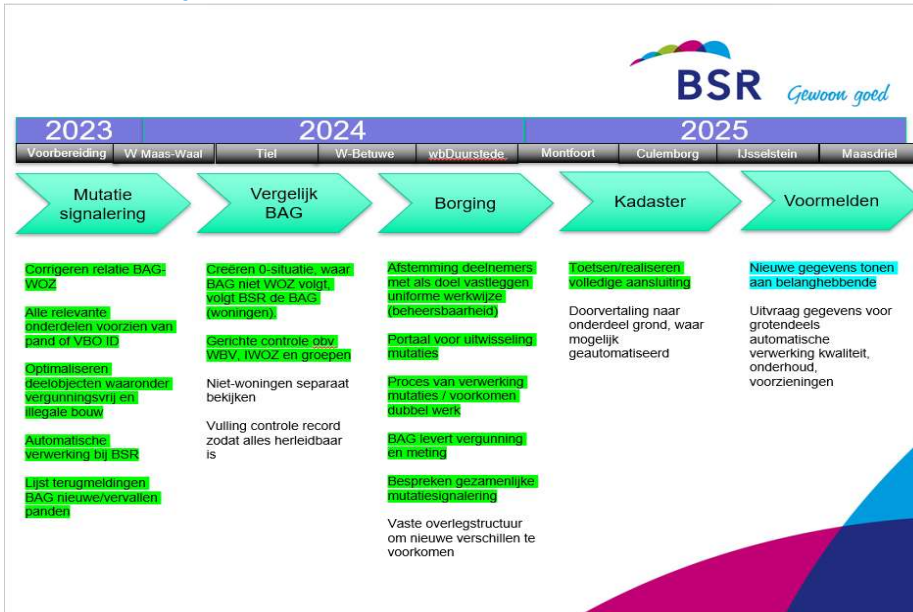 BSR
Gewoon goed
2023
2024
2025
Voorbereiding
W Maas-Waal
Tiel
W-Betuwe
wbDuurstede
Montfoort
Culemborg
IJsselstein
Maasdriel
Mutatie
signalering
Vergelijk
BAG
Borging
Kadaster
Voormelden
Corrigeren relatie BAG-
WOZ
Alle relevante
onderdelen voorzien van
pand of VBO ID
Optimaliseren
deelobjecten waaronder
vergunningsvrij en
illegale bouw
Automatische
verwerking bij BSR
Lijst terugmeldingen
BAG nieuwe/vervallen
panden
Creëren 0-situatie, waar
BAG niet WOZ volgt,
volgt BSR de BAG
(woningen).
Gerichte controle obv
WBV, IWOZ en groepen
Niet-woningen separaat
bekijken
Vulling controle record
zodat alles herleidbaar
is
Afstemming deelnemers
met als doel vastleggen
uniforme werkwijze
(beheersbaarheid)
Portaal voor uitwisseling
mutaties
Proces van verwerking
mutaties / voorkomen
dubbel werk
BAG levert vergunning
en meting
Bespreken gezamenlijke
mutatiesignalering
Vaste overlegstructuur
om nieuwe verschillen te
voorkomen
Toetsen/realiseren
volledige aansluiting
Doorvertaling naar
onderdeel grond, waar
mogelijk
geautomatiseerd
Nieuwe gegevens tonen
aan belanghebbende
Uitvraag gegevens voor
grotendeels
automatische
verwerking kwaliteit,
onderhoud,
voorzieningen